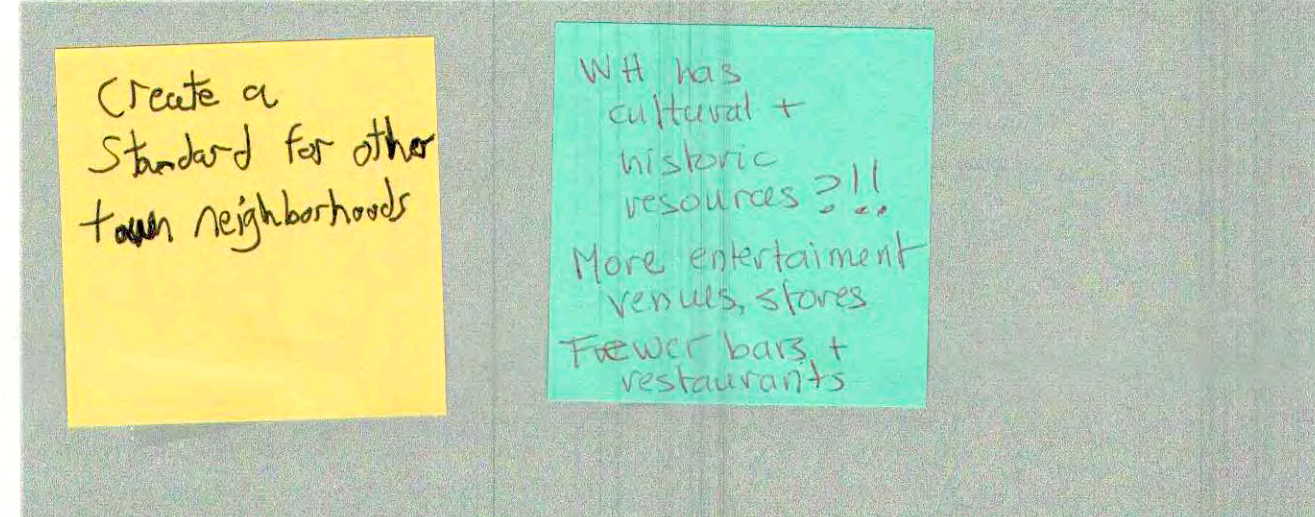 Create a
Standard for other
town neighborhoods
WH has
cultural +
historic
resources ?!!
More entertaiment
venues, stores
Fewer bars +
restaurants